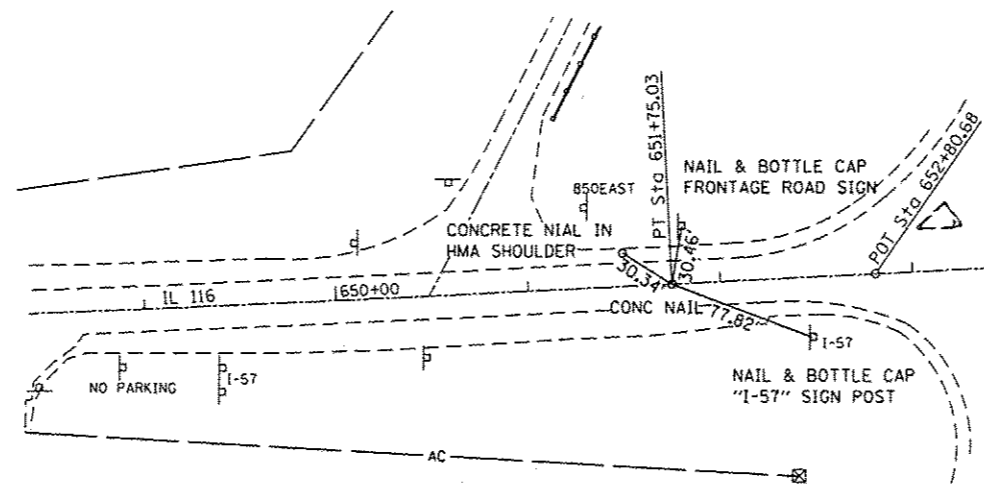 PT Sta 651+75.03
NAIL & BOTTLE CAP
FRONTAGE ROAD SIGN
POT Sta 652+80.68
850EAST
CONCRETE NIAL IN
HMA SHOULDER
30.46'
30.34'
IL 116
650+00
CONC NAIL
77.82'
I-57
NO PARKING
I-57
NAIL & BOTTLE CAP
"I-57" SIGN POST
AC